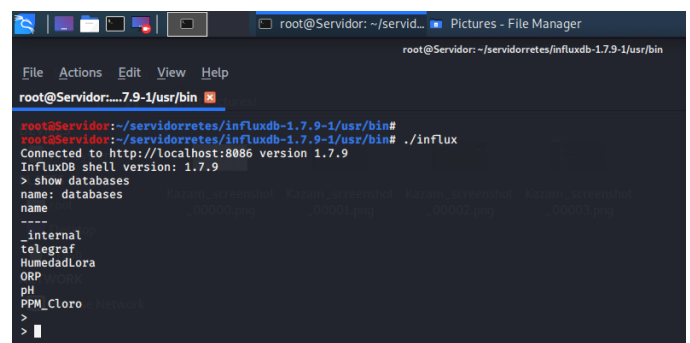 root@Servidor: ~/servid...
Pictures - File Manager
root@Servidor: ~/servidorretes/influxdb-1.7.9-1/usr/bin
File Actions Edit View Help
root@Servidor:....7.9-1/usr/bin
root@Servidor:~/servidorretes/influxdb-1.7.9-1/usr/bin#
root@Servidor:~/servidorretes/influxdb-1.7.9-1/usr/bin# ./influx
Connected to http://localhost:8086 version 1.7.9
InfluxDB shell version: 1.7.9
> show databases
name: databases
name
----
_internal
telegraf
HumedadLora
ORP
pH
PPM_Cloro
>
>